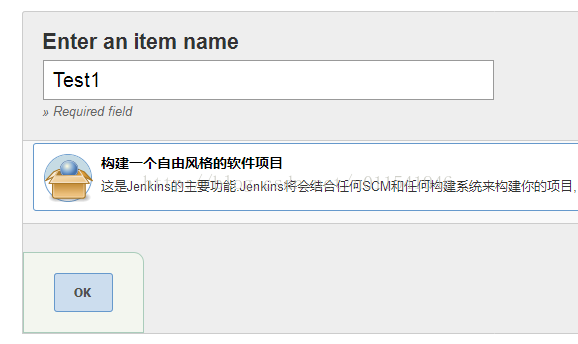 Enter an item name
Test1
» Required field
构建一个自由风格的软件项目
这是Jenkins的主要功能.Jenkins将会结合任何SCM和任何构建系统来构建你的项目,
OK